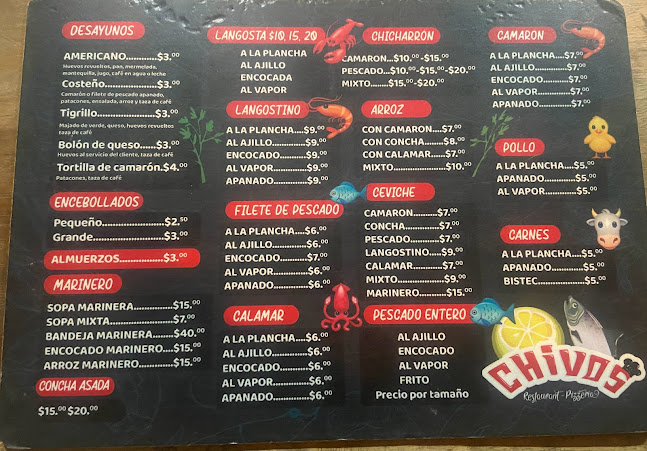 DESAYUNOS
AMERICANO.............$3.00
Huevos revueltos, pan, mermelada,
mantequilla, jugo, café en agua o leche
Costeño..................$3.00
Camarón o filete de pescado apanado,
patacones, ensalada, arroz y taza de café
Tigrillo...................$3.00
Majado de verde, queso, huevos revueltos
taza de café
Bolón de queso......$3.00
Huevos al servicio del cliente, taza de café
Tortilla de camarón.$4.00
Patacones, taza de café
ENCEBOLLADOS
Pequeño.................$2.50
Grande...................$3.00
ALMUERZOS............$3.00
MARINERO
SOPA MARINERA.........$15.00
SOPA MIXTA...............$7.00
BANDEJA MARINERA...$40.00
ENCOCADO MARINERO...$15.00
ARROZ MARINERO.......$15.00
CONCHA ASADA
$15.00 $20.00
LANGOSTA $10, 15, 20
A LA PLANCHA
AL AJILLO
ENCOCADA
AL VAPOR
LANGOSTINO
A LA PLANCHA....$9.00
AL AJILLO..........$9.00
ENCOCADO........$9.00
AL VAPOR..........$9.00
APANADO..........$9.00
FILETE DE PESCADO
A LA PLANCHA....$6.00
AL AJILLO..........$6.00
ENCOCADO........$7.00
AL VAPOR..........$6.00
APANADO..........$6.00
CALAMAR
A LA PLANCHA....$6.00
AL AJILLO..........$6.00
ENCOCADO........$6.00
AL VAPOR..........$6.00
APANADO..........$6.00
CHICHARRÓN
CAMARON...$10.00 -$15.00
PESCADO...$10.00-$15.00 -$20.00
MIXTO.......$15.00 -$20.00
ARROZ
CON CAMARON...$7.00
CON CONCHA.....$8.00
CON CALAMAR...$7.00
MIXTO..............$10.00
CEVICHE
CAMARON..........$7.00
CONCHA............$7.00
PESCADO...........$7.00
LANGOSTINO.....$9.00
CALAMAR..........$7.00
MIXTO...............$9.00
MARINERO........$15.00
PESCADO ENTERO
AL AJILLO
ENCOCADO
AL VAPOR
FRITO
Precio por tamaño
CAMARON
A LA PLANCHA....$7.00
AL AJILLO..........$7.00
ENCOCADO........$7.00
AL VAPOR..........$7.00
APANADO..........$7.00
POLLO
A LA PLANCHA....$5.00
APANADO..........$5.00
AL VAPOR..........$5.00
CARNES
A LA PLANCHA....$5.00
APANADO..........$5.00
BISTEC..............$5.00
CHIVOS
Restaurant - Pizzeria